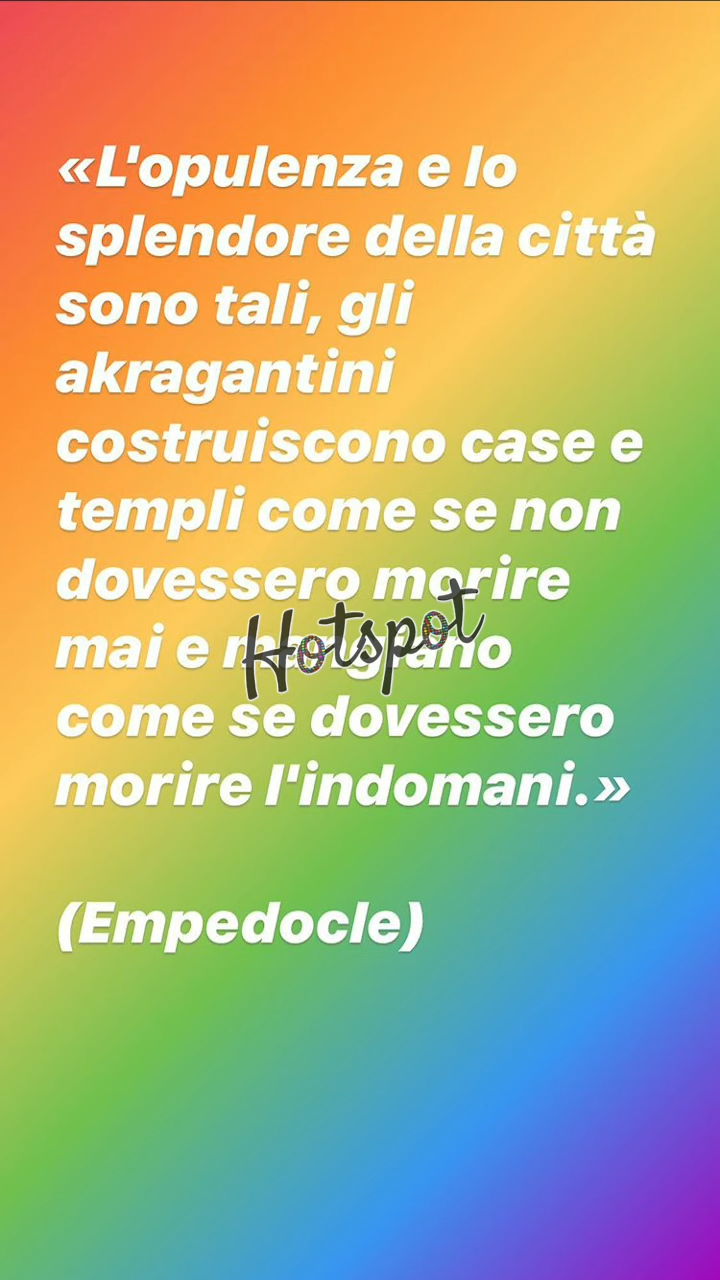 «L'opulenza e lo
splendore della città
sono tali, gli
akragantini
costruiscono case e
templi come se non
dovessero morire
mai e mangiano
Hotspot
come se dovessero
morire l'indomani.»
(Empedocle)